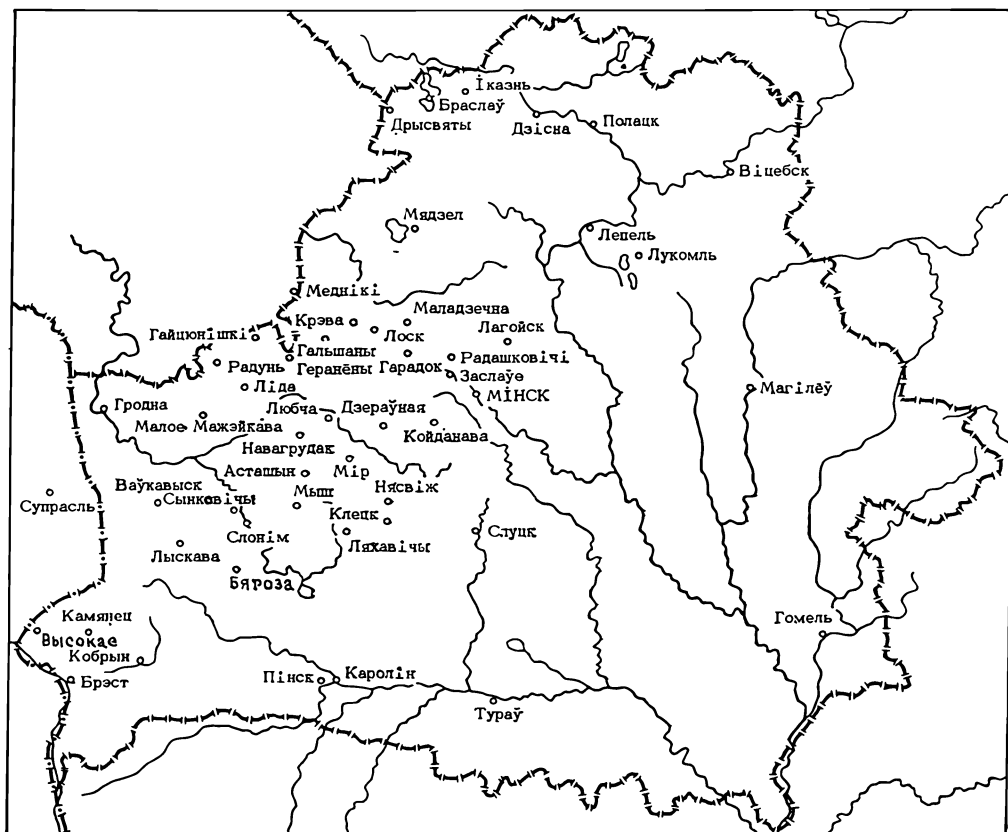 Іказнь
Браслаў
Дрысвяты
Дзісна
Полацк
Віцебск
Мядзел
Лепель
Лукомль
Меднікі
Маладзечна
Крэва
Лоск
Лагойск
Гайцюнішкі
Гальшаны
Радашковічі
Радунь
Геранёны
Гарадок
Заслаўе
Ліда
МІНСК
Магілёў
Гродна
Любча
Дзераўная
Малое Мажэйкава
Койданава
Навагрудак
Мір
Асташын
Нясвіж
Ваўкавыск
Сынковічы
Мыш
Супрасль
Клецк
Слонім
Ляхавічы
Слуцк
Лыскава
Бяроза
Камянец
Высокае
Гомель
Кобрын
Брэст
Пінск
Каролін
Тураў